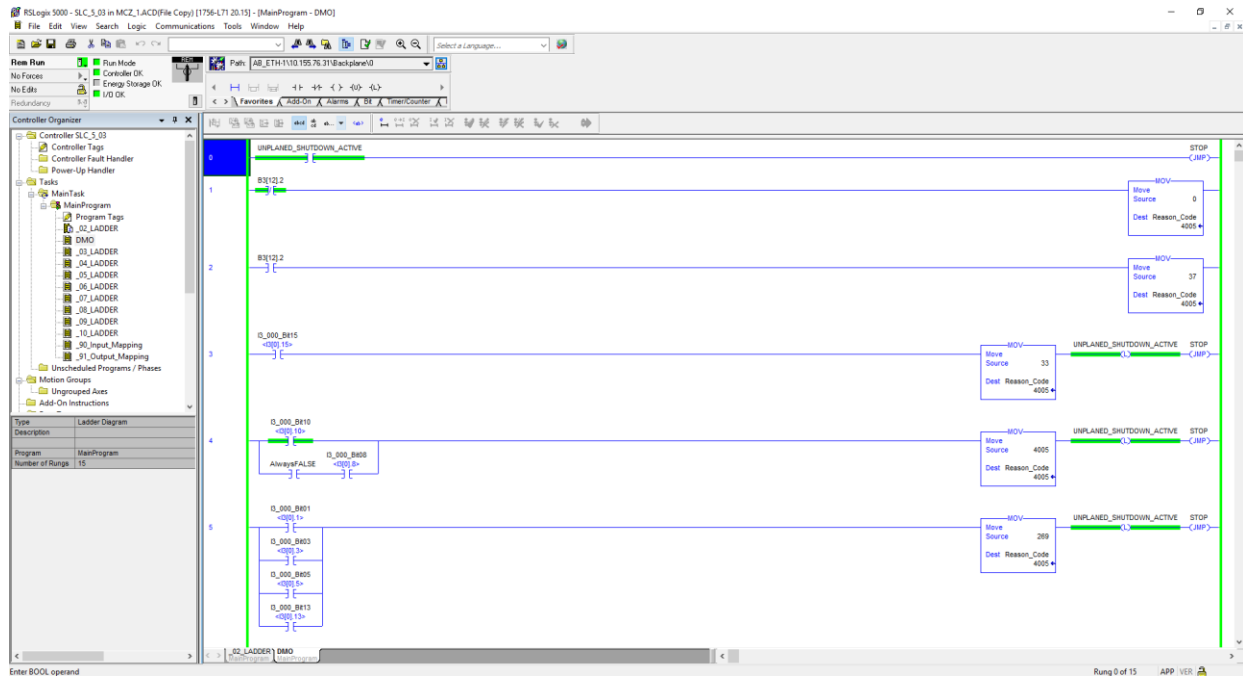 RSLogix 5000 - SLC_5_03 in MCZ_1.ACD(File Copy) [1756-L71 20.15] - [MainProgram - DMO]
File Edit View Search Logic Communications Tools Window Help
Select a Language...
Rem Run
Run Mode
REM
Path: AB_ETH-1\10.155.76.31\Backplane\0
No Forces
Controller OK
Energy Storage OK
No Edits
I/O OK
Redundancy
Favorites Add-On Alarms Bit Timer/Counter
Controller Organizer
Controller SLC_5_03
Controller Tags
Controller Fault Handler
Power-Up Handler
Tasks
MainTask
MainProgram
Program Tags
_02_LADDER
DMO
_03_LADDER
_04_LADDER
_05_LADDER
_06_LADDER
_07_LADDER
_08_LADDER
_09_LADDER
_10_LADDER
_90_Input_Mapping
_91_Output_Mapping
Unscheduled Programs / Phases
Motion Groups
Ungrouped Axes
Add-On Instructions
Type Ladder Diagram
Description
Program MainProgram
Number of Rungs 15
0
UNPLANED_SHUTDOWN_ACTIVE
STOP
JMP
1
B3[12].2
MOV
Move
Source 0
Dest Reason_Code
4005
2
B3[12].2
MOV
Move
Source 37
Dest Reason_Code
4005
3
I3_000_Bit15
<I3[0].15>
MOV
Move
Source 33
Dest Reason_Code
4005
UNPLANED_SHUTDOWN_ACTIVE
L
STOP
JMP
4
I3_000_Bit10
<I3[0].10>
AlwaysFALSE
I3_000_Bit08
<I3[0].8>
MOV
Move
Source 4005
Dest Reason_Code
4005
UNPLANED_SHUTDOWN_ACTIVE
L
STOP
JMP
5
I3_000_Bit01
<I3[0].1>
I3_000_Bit03
<I3[0].3>
I3_000_Bit05
<I3[0].5>
I3_000_Bit13
<I3[0].13>
MOV
Move
Source 269
Dest Reason_Code
4005
UNPLANED_SHUTDOWN_ACTIVE
L
STOP
JMP
_02_LADDER DMO
MainProgram MainProgram
Enter BOOL operand
Rung 0 of 15 APP VER